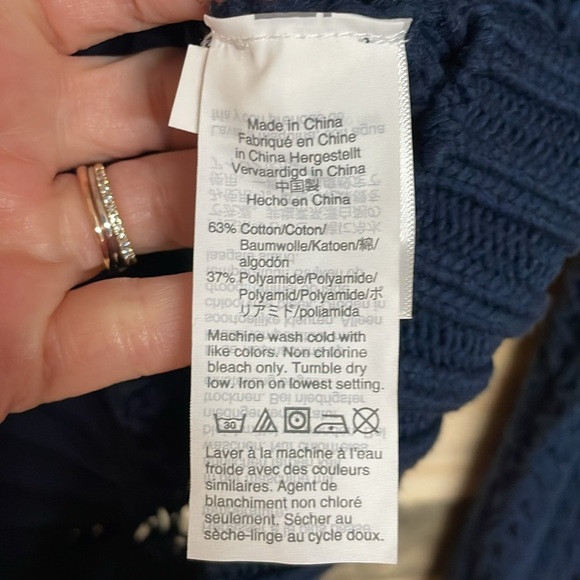 Made in China
Fabriqué en Chine
in China Hergestellt
Vervaardigd in China
中国製
Hecho en China
63% Cotton/Coton/
Baumwolle/Katoen/綿/
algodón
37% Polyamide/Polyamide/
Polyamid/Polyamide/ポ
リアミド/poliamida
Machine wash cold with
like colors. Non chlorine
bleach only. Tumble dry
low. Iron on lowest setting.
30
Laver à la machine à l'eau
froide avec des couleurs
similaires. Agent de
blanchiment non chloré
seulement. Sécher au
sèche-linge au cycle doux.